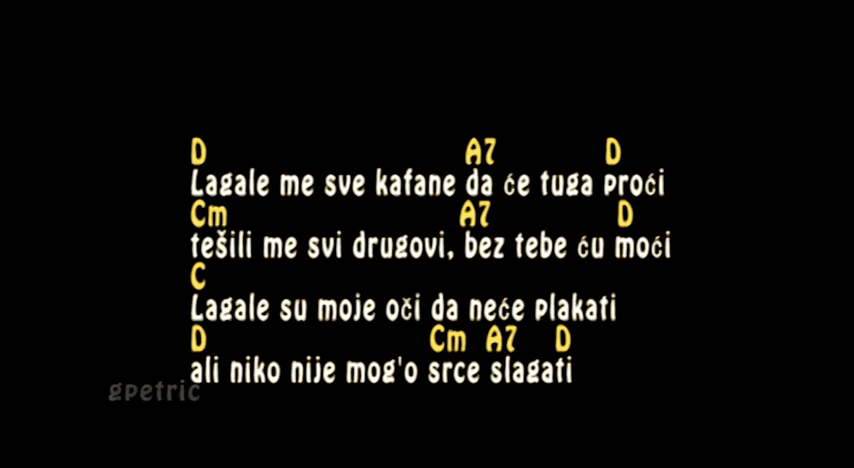 D A7 D
Lagale me sve kafane da će tuga proći
Cm A7 D
tešili me svi drugovi, bez tebe ću moći
C
Lagale su moje oči da neće plakati
D Cm A7 D
ali niko nije mog'o srce slagati
gpetric